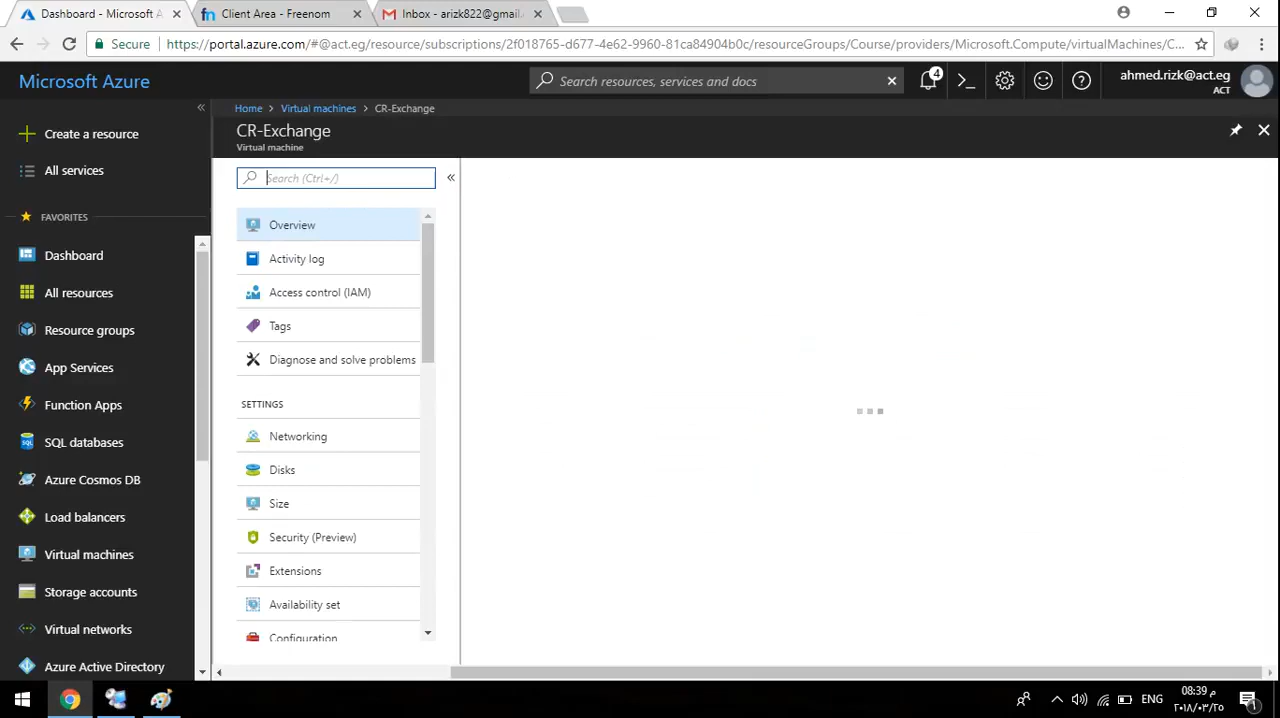 Dashboard - Microsoft A
Client Area - Freenom
Inbox - arizk822@gmail.
Secure
https://portal.azure.com/#@act.eg/resource/subscriptions/2f018765-d677-4e62-9960-81ca84904b0c/resourceGroups/Course/providers/Microsoft.Compute/virtualMachines/C...
Microsoft Azure
Search resources, services and docs
4
ahmed.rizk@act.eg
ACT
Home > Virtual machines > CR-Exchange
CR-Exchange
Virtual machine
Create a resource
All services
FAVORITES
Dashboard
All resources
Resource groups
App Services
Function Apps
SQL databases
Azure Cosmos DB
Load balancers
Virtual machines
Storage accounts
Virtual networks
Azure Active Directory
Search (Ctrl+/)
Overview
Activity log
Access control (IAM)
Tags
Diagnose and solve problems
SETTINGS
Networking
Disks
Size
Security (Preview)
Extensions
Availability set
Configuration
ENG
08:39 م
٢٠١٨/٠٣/٢٥
1